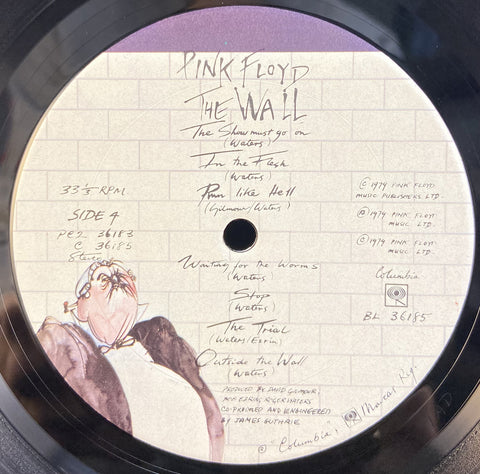 PINK FLOYD
THE WALL
The Show must go on
(Waters)
In the Flesh
(Waters)
Run like Hell
(Gilmour/Waters)
33 1/3 RPM
SIDE 4
PC2 36183
C 36185
Stereo
Waiting for the Worms
(Waters)
Stop
(Waters)
The Trial
(Waters/Ezrin)
Outside the Wall
(Waters)
PRODUCED BY DAVID GILMOUR,
BOB EZRIN & ROGER WATERS
CO-PRODUCED AND ENGINEERED
BY JAMES GUTHRIE
© 1979 PINK FLOYD
MUSIC PUBLISHERS LTD.
℗ 1979 PINK FLOYD
MUSIC LTD.
© 1979 PINK FLOYD
MUSIC LTD.
Columbia
BL 36185
"Columbia",